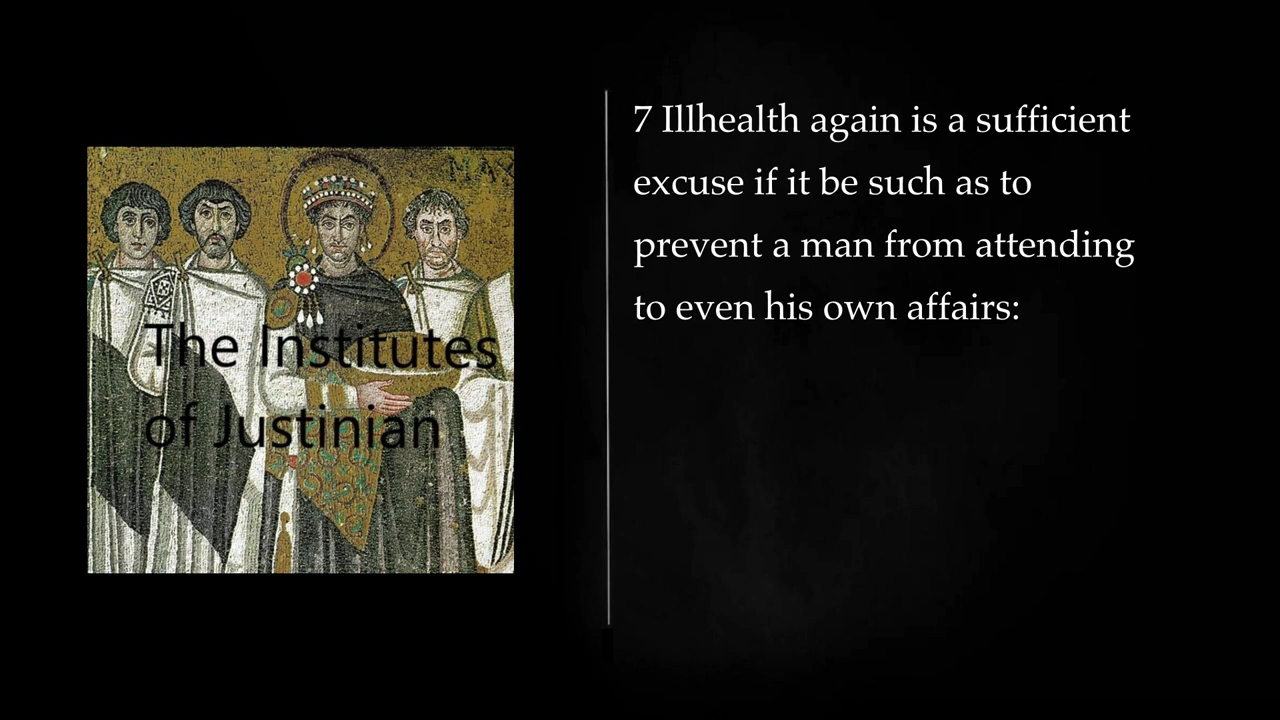 The Institutes
of Justinian
7 Illhealth again is a sufficient
excuse if it be such as to
prevent a man from attending
to even his own affairs: